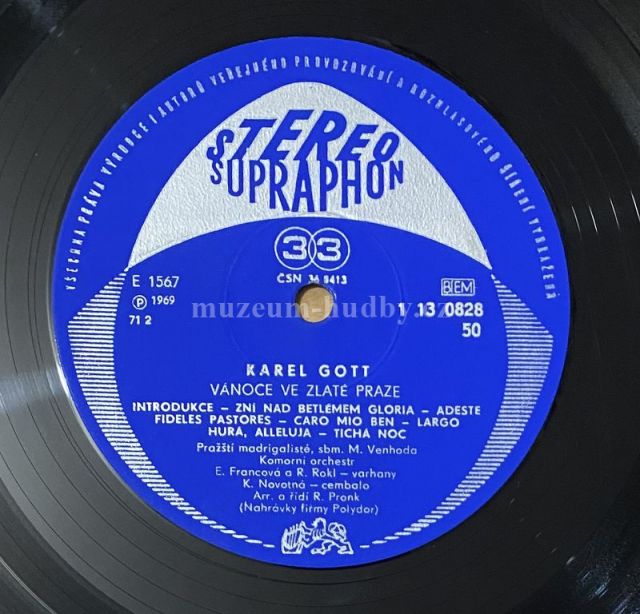 VŠECHNA PRÁVA VÝROBCE I AUTORŮ VEŘEJNÉHO PROVOZOVÁNÍ A ROZHLASOVÉHO ŠÍŘENÍ VYHRAŽENA
STEREO
SUPRAPHON
33
ČSN 36 8413
E 1567
℗ 1969
71 2
BIEM
1 13 0828
50
muzeum-hudby.cz
KAREL GOTT
VÁNOCE VE ZLATÉ PRAZE
INTRODUKCE – ZNÍ NAD BETLÉMEM GLORIA – ADESTE
FIDELES PASTORES – CARO MIO BEN – LARGO
HURÁ, ALLELUJA – TICHÁ NOC
Pražští madrigalisté, sbm. M. Venhoda
Komorní orchestr
E. Francová a R. Rokl – varhany
K. Novotná – cembalo
Arr. a řídí R. Pronk
(Nahrávky firmy Polydor)